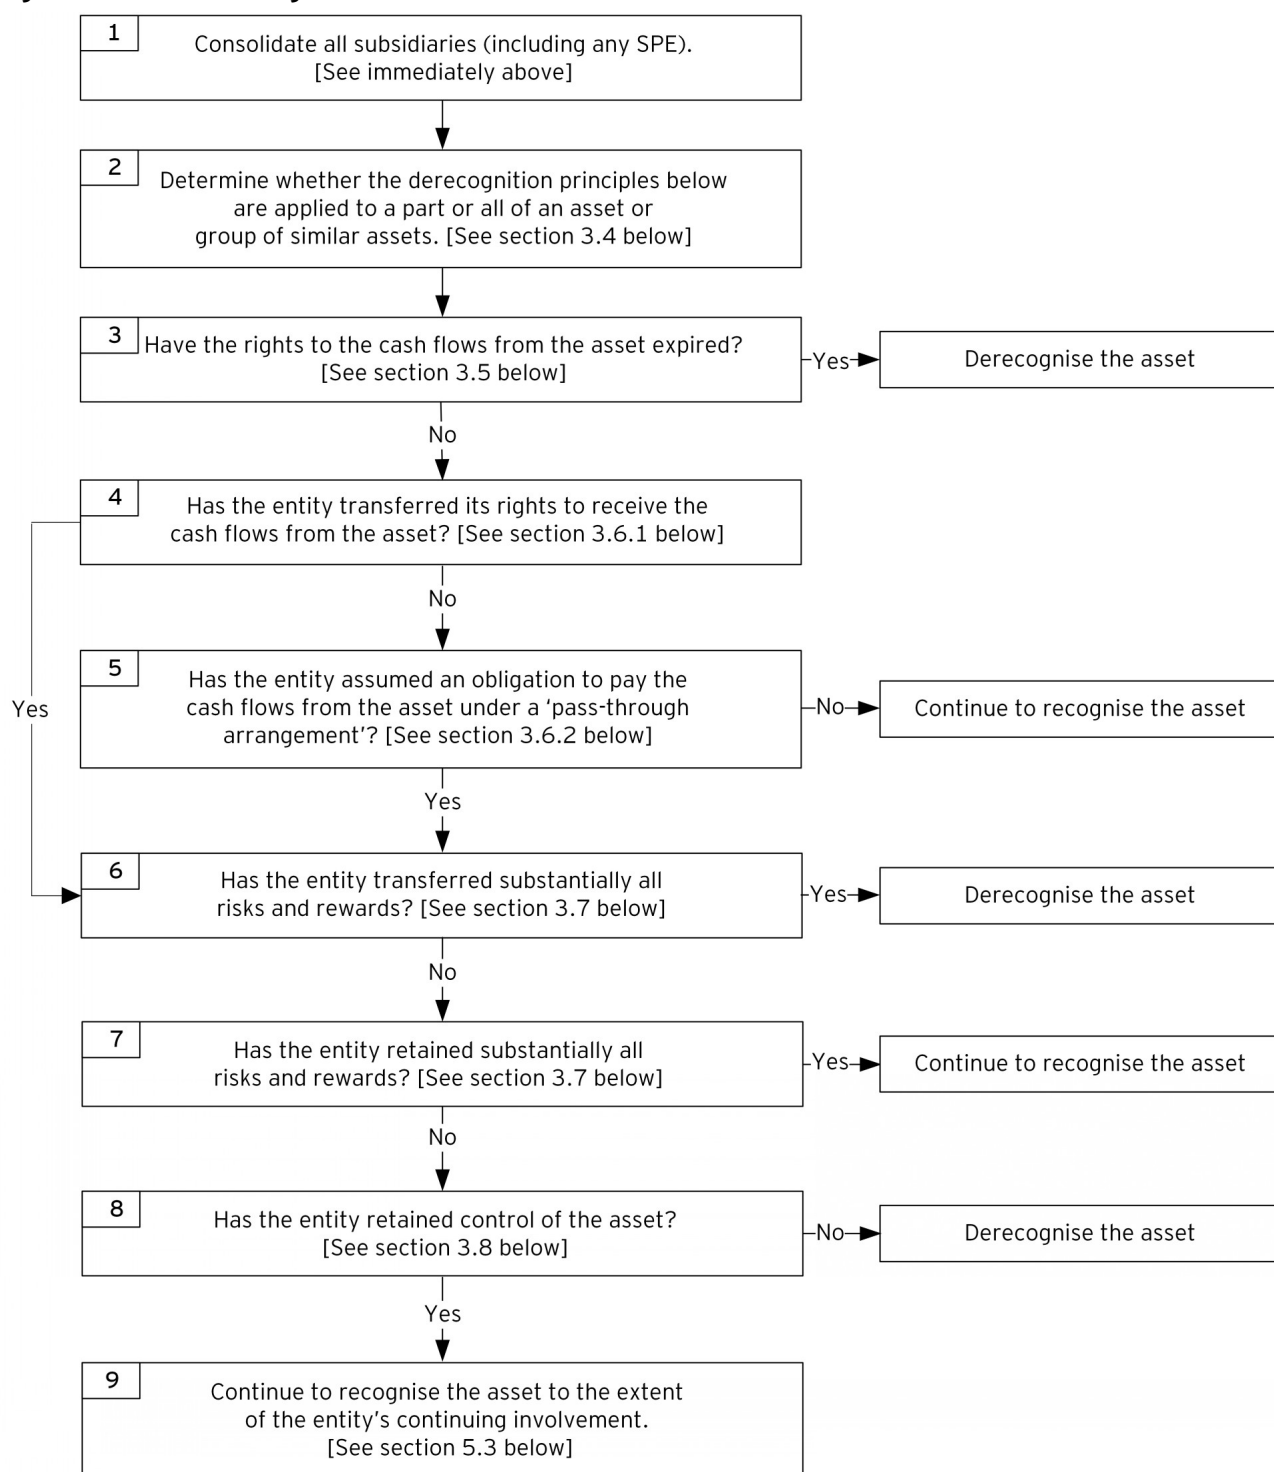 1
Consolidate all subsidiaries (including any SPE).
[See immediately above]
2
Determine whether the derecognition principles below
are applied to a part or all of an asset or
group of similar assets. [See section 3.4 below]
3
Have the rights to the cash flows from the asset expired?
[See section 3.5 below]
Yes
Derecognise the asset
No
4
Has the entity transferred its rights to receive the
cash flows from the asset? [See section 3.6.1 below]
No
5
Has the entity assumed an obligation to pay the
cash flows from the asset under a ‘pass-through
arrangement’? [See section 3.6.2 below]
No
Continue to recognise the asset
Yes
Yes
6
Has the entity transferred substantially all
risks and rewards? [See section 3.7 below]
Yes
Derecognise the asset
No
7
Has the entity retained substantially all
risks and rewards? [See section 3.7 below]
Yes
Continue to recognise the asset
No
8
Has the entity retained control of the asset?
[See section 3.8 below]
No
Derecognise the asset
Yes
9
Continue to recognise the asset to the extent
of the entity’s continuing involvement.
[See section 5.3 below]